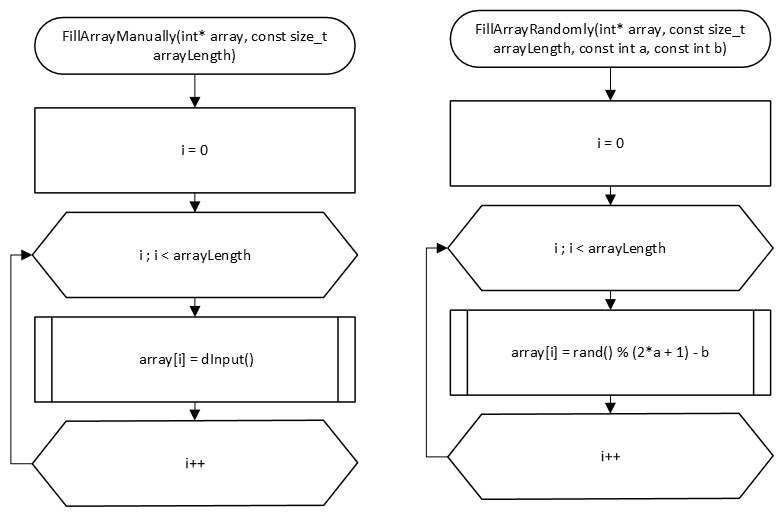 FillArrayManually(int* array, const size_t
arrayLength)
i = 0
i ; i < arrayLength
array[i] = dInput()
i++
FillArrayRandomly(int* array, const size_t
arrayLength, const int a, const int b)
i = 0
i ; i < arrayLength
array[i] = rand() % (2*a + 1) - b
i++